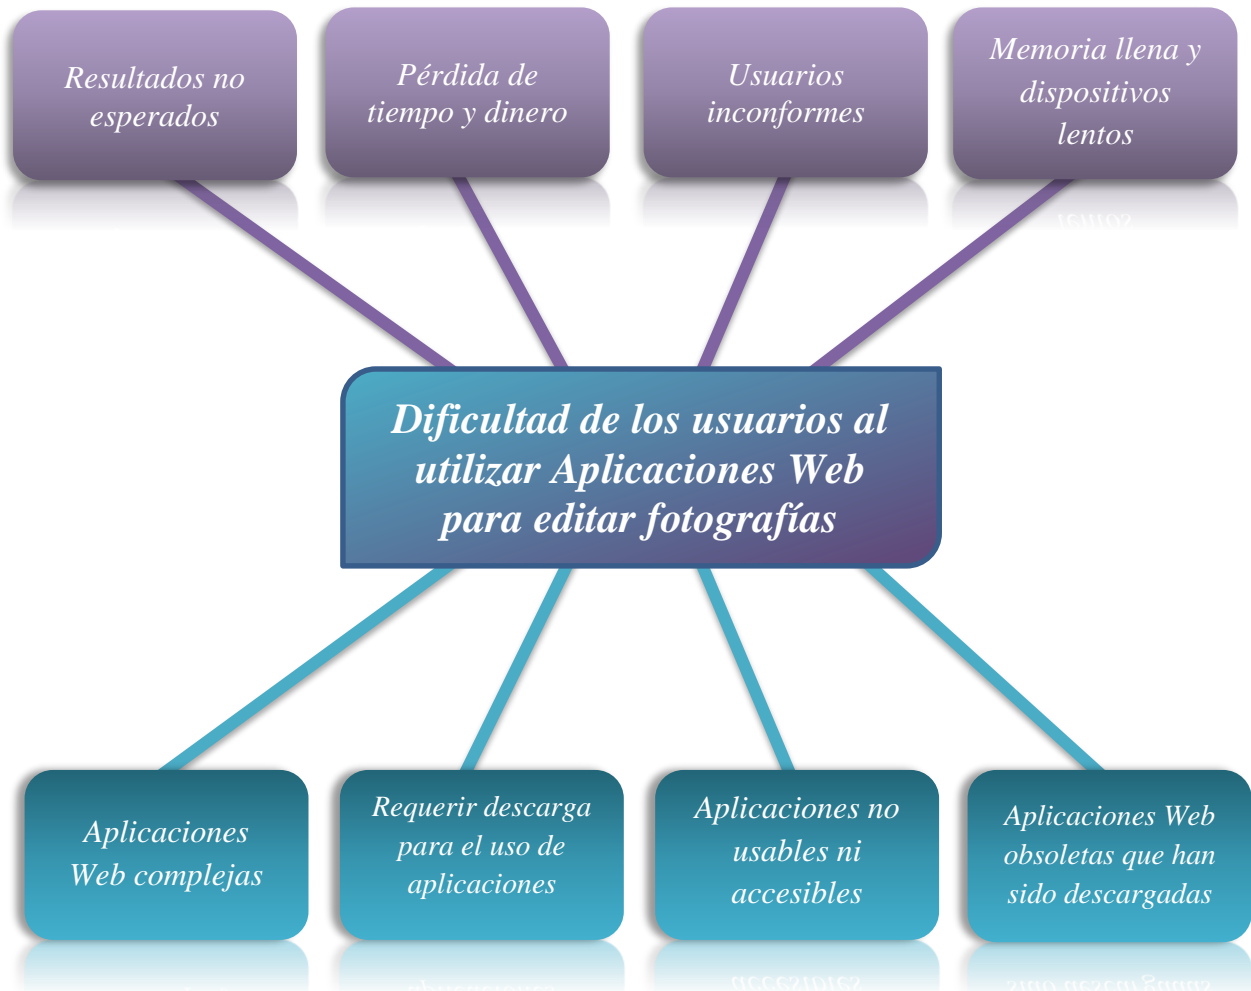 Resultados no
esperados
Pérdida de
tiempo y dinero
Usuarios
inconformes
Memoria llena y
dispositivos
lentos
Dificultad de los usuarios al
utilizar Aplicaciones Web
para editar fotografías
Aplicaciones
Web complejas
Requerir descarga
para el uso de
aplicaciones
Aplicaciones no
usables ni
accesibles
Aplicaciones Web
obsoletas que han
sido descargadas